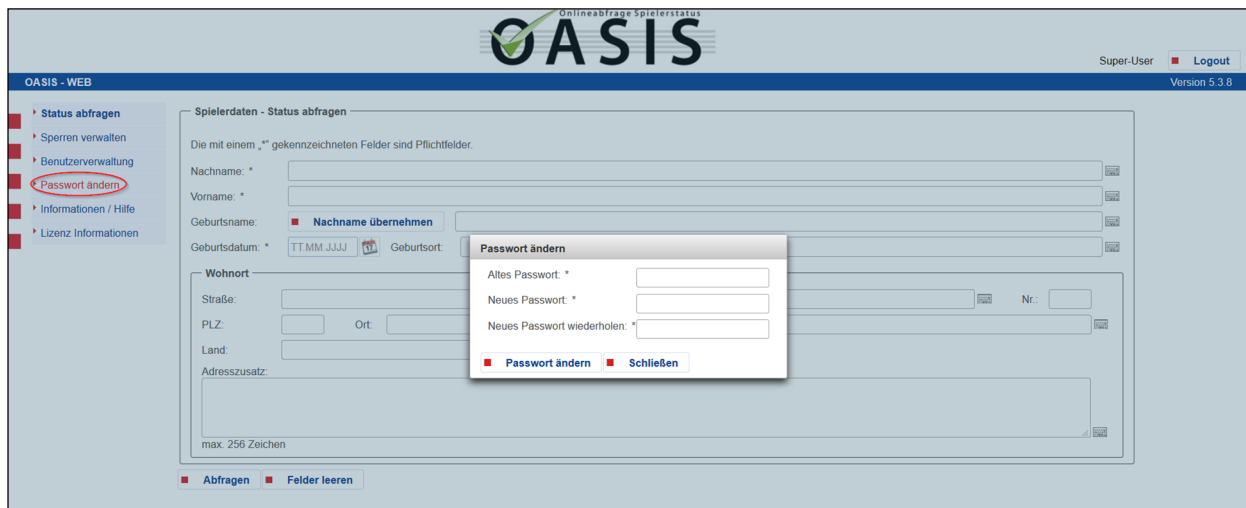 Onlineabfrage Spielerstatus
OASIS
Super-User Logout
OASIS - WEB Version 5.3.8
Status abfragen
Sperren verwalten
Benutzerverwaltung
Passwort ändern
Informationen / Hilfe
Lizenz Informationen
Spielerdaten - Status abfragen
Die mit einem „*" gekennzeichneten Felder sind Pflichtfelder.
Nachname: *
Vorname: *
Geburtsname: Nachname übernehmen
Geburtsdatum: * TT.MM.JJJJ 17 Geburtsort:
Wohnort
Straße: Nr.:
PLZ: Ort:
Land:
Adresszusatz:
max. 256 Zeichen
Abfragen Felder leeren
Passwort ändern
Altes Passwort: *
Neues Passwort: *
Neues Passwort wiederholen: *
Passwort ändern Schließen